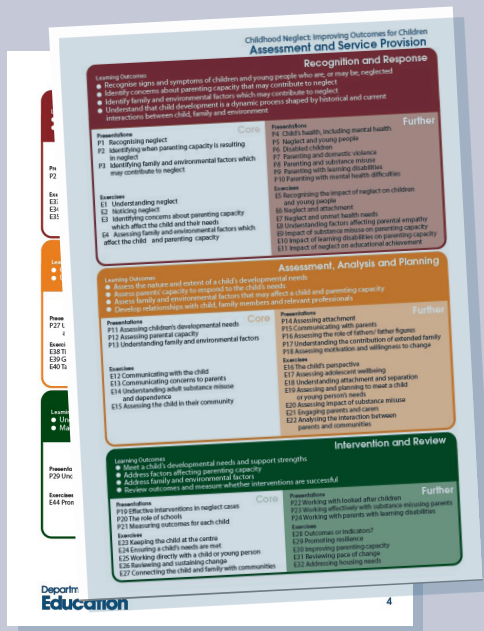 Childhood Neglect: Improving Outcomes for Children
Assessment and Service Provision
Recognition and Response
Learning Outcomes
● Recognise signs and symptoms of children and young people who are, or may be, neglected
● Identify concerns about parenting capacity that may contribute to neglect
● Identify family and environmental factors which may contribute to neglect
● Understand that child development is a dynamic process shaped by historical and current
interactions between child, family and environment
Core
Presentations
P1 Recognising neglect
P2 Identifying when parenting capacity is resulting
in neglect
P3 Identifying family and environmental factors which
may contribute to neglect
Exercises
E1 Understanding neglect
E2 Noticing neglect
E3 Identifying concerns about parenting capacity
which affect the child and their needs
E4 Assessing family and environmental factors which
affect the child and parenting capacity
Further
Presentations
P4 Child's health, including mental health
P5 Neglect and young people
P6 Disabled children
P7 Parenting and domestic violence
P8 Parenting and substance misuse
P9 Parenting with learning disabilities
P10 Parenting with mental health difficulties
Exercises
E5 Recognising the impact of neglect on children
and young people
E6 Neglect and attachment
E7 Neglect and unmet health needs
E8 Understanding factors affecting parental empathy
E9 Impact of substance misuse on parenting capacity
E10 Impact of learning disabilities on parenting capacity
E11 Impact of neglect on educational achievement
Assessment, Analysis and Planning
Learning Outcomes
● Assess the nature and extent of a child's developmental needs
● Assess parents' capacity to respond to the child's needs
● Assess family and environmental factors that may affect a child and parenting capacity
● Develop relationships with child, family members and relevant professionals
Core
Presentations
P11 Assessing children's developmental needs
P12 Assessing parental capacity
P13 Understanding family and environmental factors
Exercises
E12 Communicating with the child
E13 Communicating concerns to parents
E14 Understanding adult substance misuse
and dependence
E15 Assessing the child in their community
Further
Presentations
P14 Assessing attachment
P15 Communicating with parents
P16 Assessing the role of fathers/ father figures
P17 Understanding the contribution of extended family
P18 Assessing motivation and willingness to change
Exercises
E16 The child's perspective
E17 Assessing adolescent wellbeing
E18 Understanding attachment and separation
E19 Assessing and planning to meet a child
or young person's needs
E20 Assessing impact of substance misuse
E21 Engaging parents and carers
E22 Analysing the interaction between
parents and communities
Intervention and Review
Learning Outcomes
● Meet a child's developmental needs and support strengths
● Address factors affecting parenting capacity
● Address family and environmental factors
● Review outcomes and measure whether interventions are successful
Core
Presentations
P19 Effective interventions in neglect cases
P20 The role of schools
P21 Measuring outcomes for each child
Exercises
E23 Keeping the child at the centre
E24 Ensuring a child's needs are met
E25 Working directly with a child or young person
E26 Reviewing and sustaining change
E27 Connecting the child and family with communities
Further
Presentations
P22 Working with looked after children
P23 Working effectively with substance misusing parents
P24 Working with parents with learning disabilities
Exercises
E28 Outcomes or indicators?
E29 Promoting resilience
E30 Improving parenting capacity
E31 Reviewing pace of change
E32 Addressing housing needs
P2
E33
E34
E35
P27
E38
E39
E40
Learnin
P29 Unc
Exercises
E44 Pron
Departm
Education
4